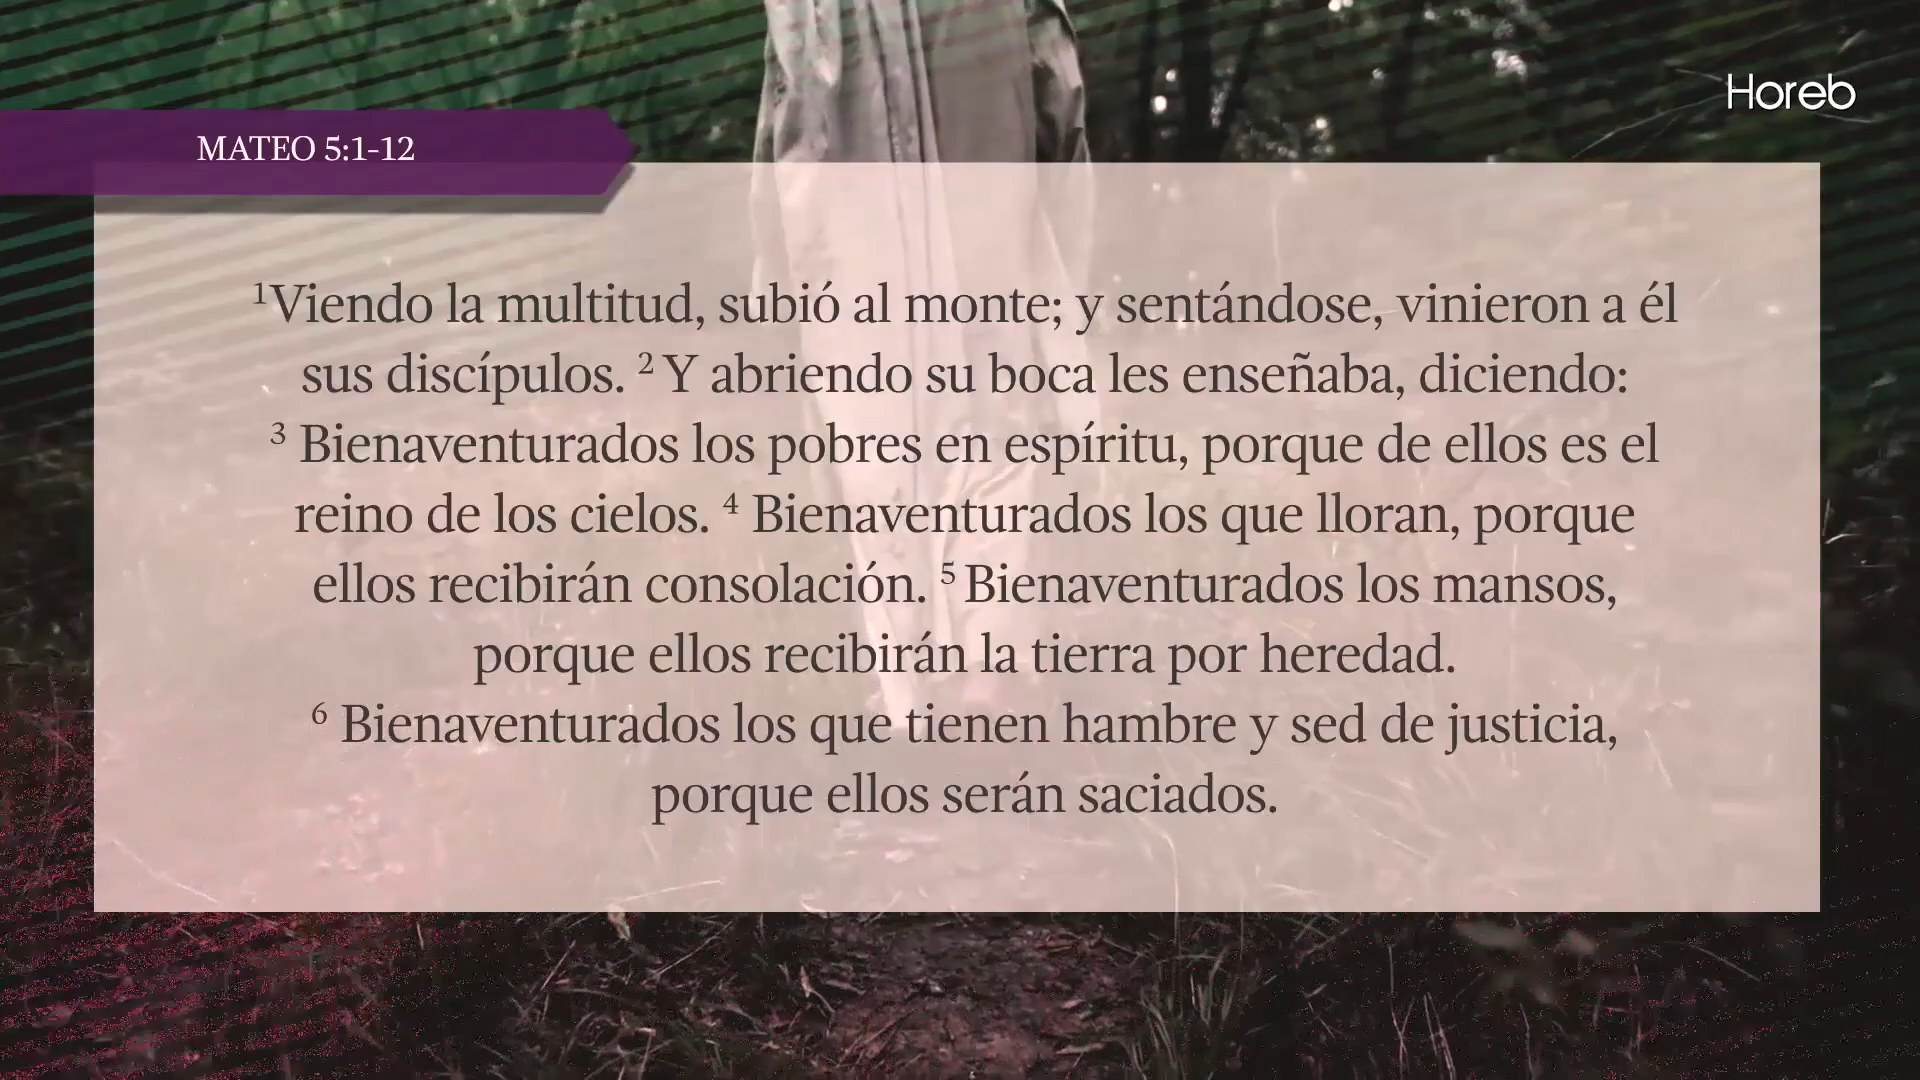 Horeb
MATEO 5:1-12
¹Viendo la multitud, subió al monte; y sentándose, vinieron a él
sus discípulos. ² Y abriendo su boca les enseñaba, diciendo:
³ Bienaventurados los pobres en espíritu, porque de ellos es el
reino de los cielos. ⁴ Bienaventurados los que lloran, porque
ellos recibirán consolación. ⁵ Bienaventurados los mansos,
porque ellos recibirán la tierra por heredad.
⁶ Bienaventurados los que tienen hambre y sed de justicia,
porque ellos serán saciados.